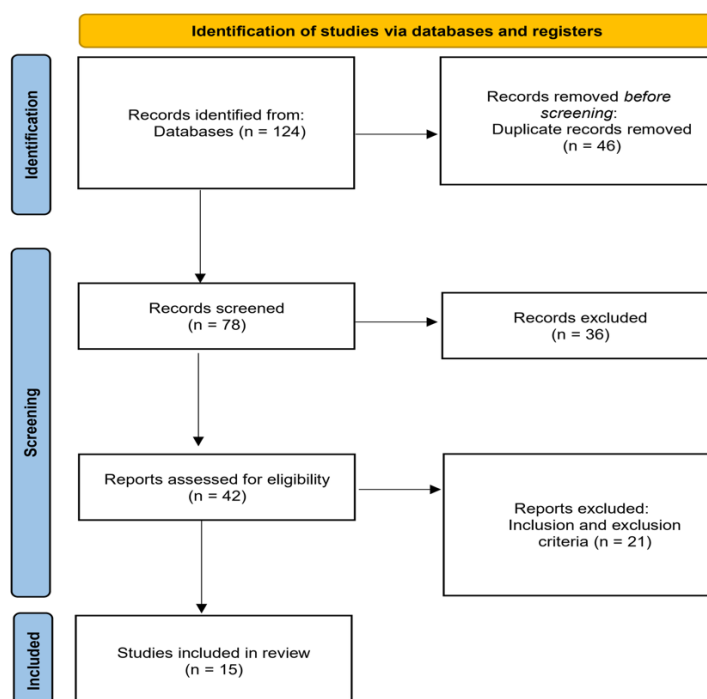 Identification of studies via databases and registers
Identification
Records identified from:
Databases (n = 124)
Records removed before
screening:
Duplicate records removed
(n = 46)
Screening
Records screened
(n = 78)
Records excluded
(n = 36)
Reports assessed for eligibility
(n = 42)
Reports excluded:
Inclusion and exclusion
criteria (n = 21)
Included
Studies included in review
(n = 15)